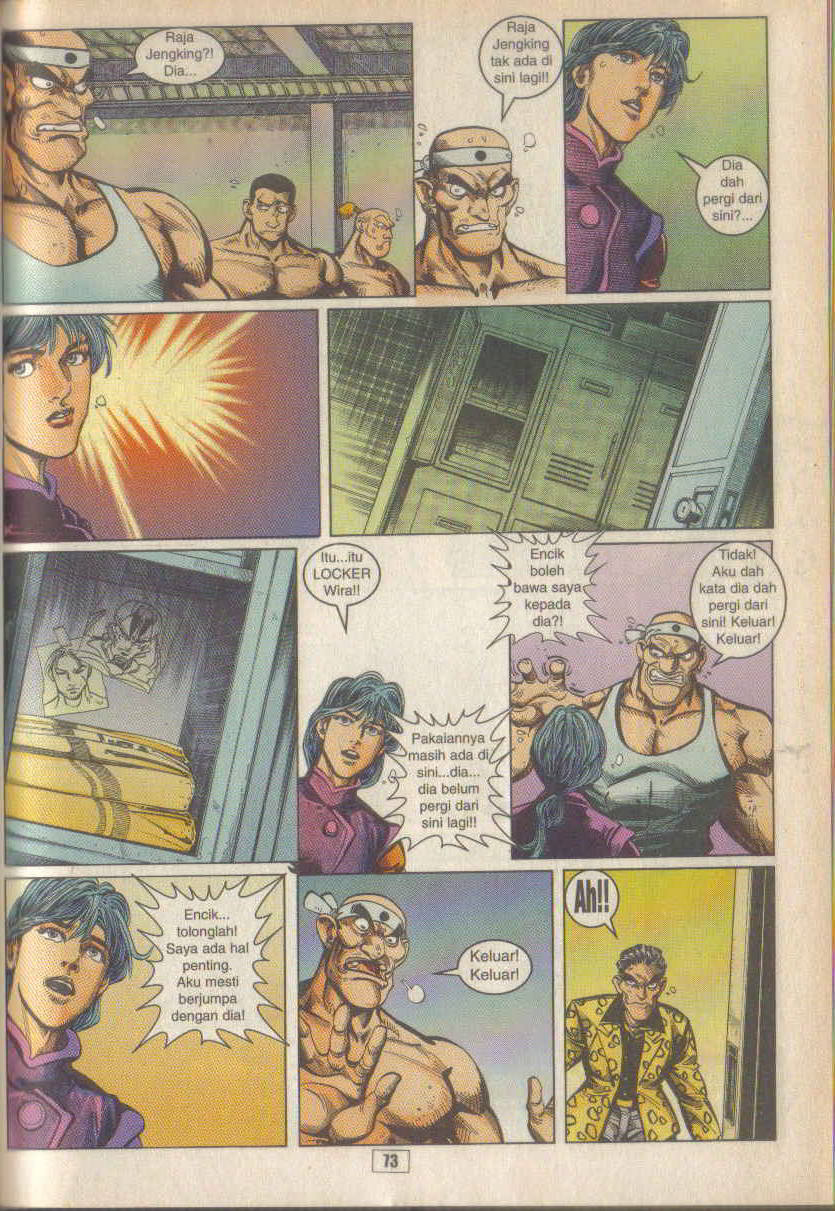 Raja
Jengking?!
Dia...
Raja
Jengking
tak ada di
sini lagi!!
Dia
dah
pergi dari
sini?...
Itu...itu
LOCKER
Wira!!
Pakaiannya
masih ada di
sini...dia...
dia belum
pergi dari
sini lagi!!
Encik
boleh
bawa saya
kepada
dia?!
Tidak!
Aku dah
kata dia dah
pergi dari
sini! Keluar!
Keluar!
Encik...
tolonglah!
Saya ada hal
penting.
Aku mesti
berjumpa
dengan dia!
Keluar!
Keluar!
Ah!!
73